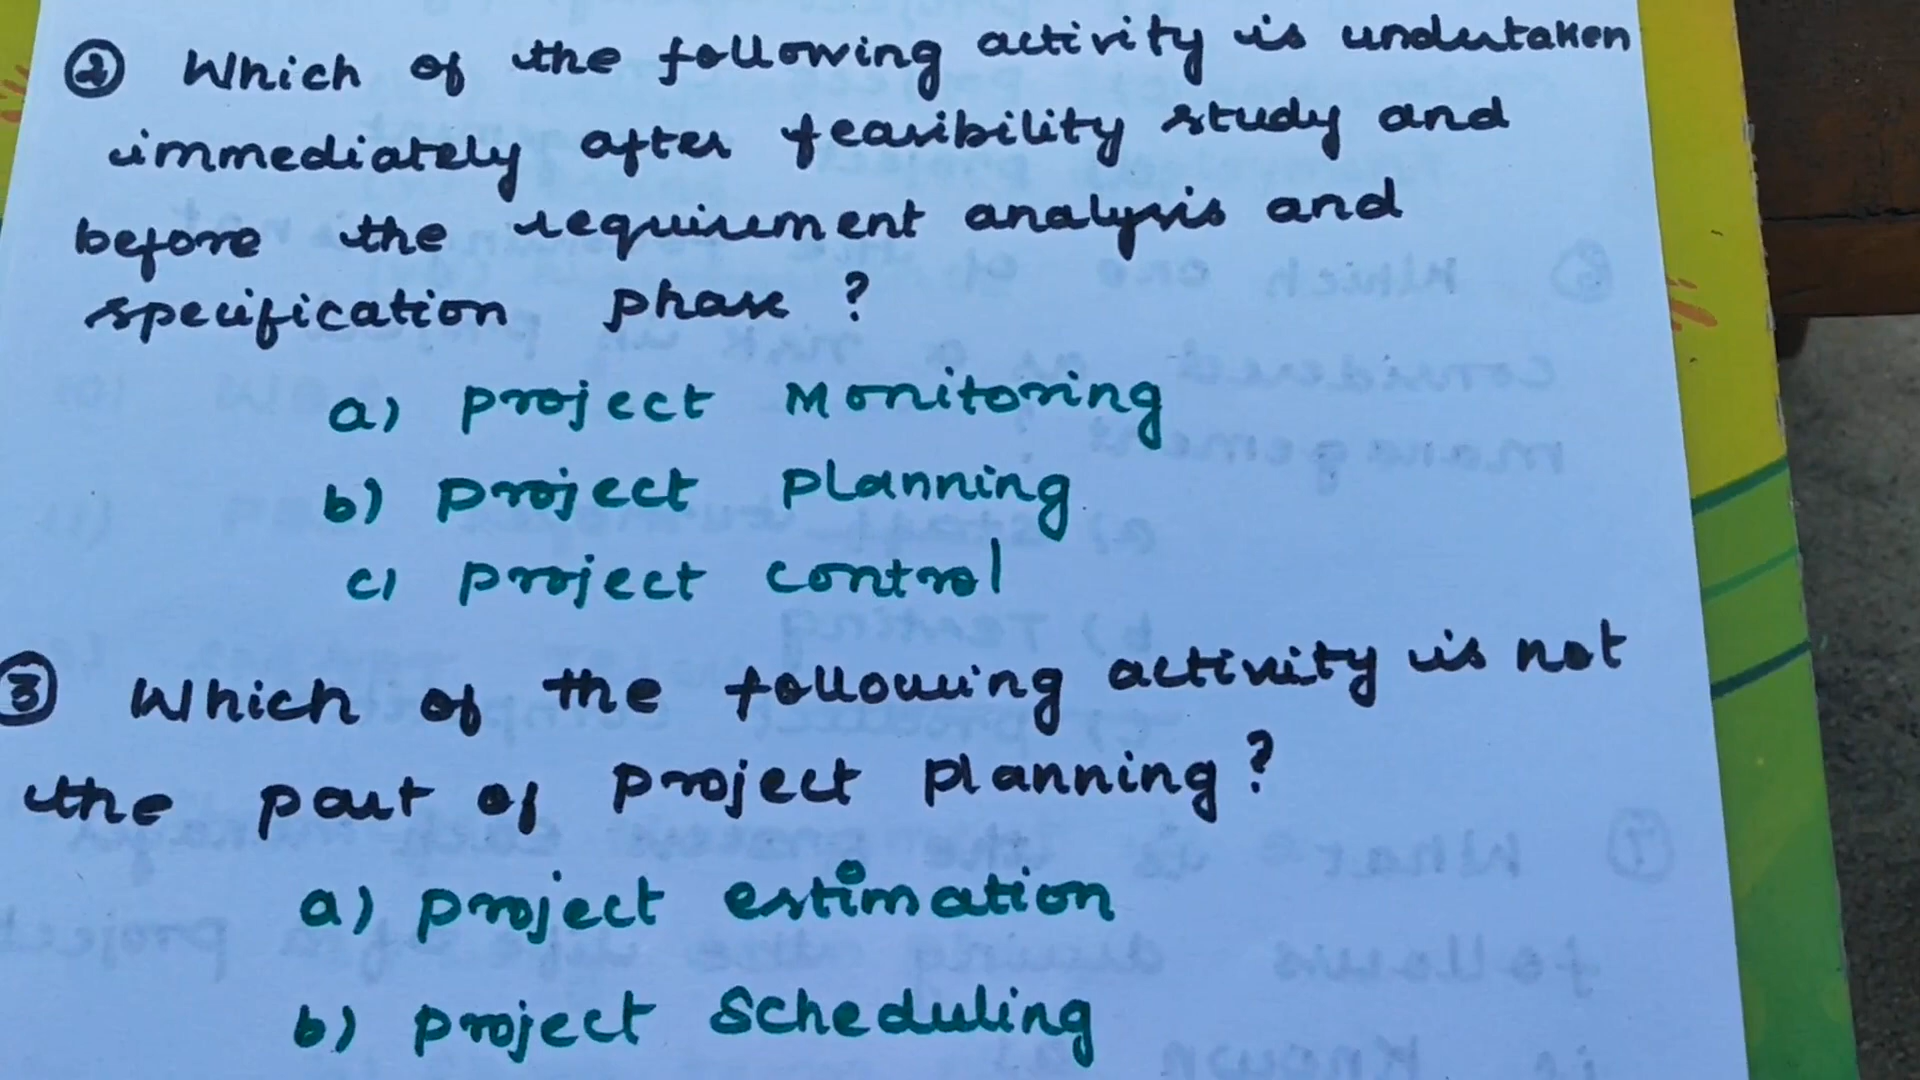 ② Which of the following activity is undertaken
immediately after feasibility study and
before the requirement analysis and
specification phase ?
a) project Monitoring
b) project planning
c) project control
③ Which of the following activity is not
the part of project planning ?
a) project estimation
b) project scheduling